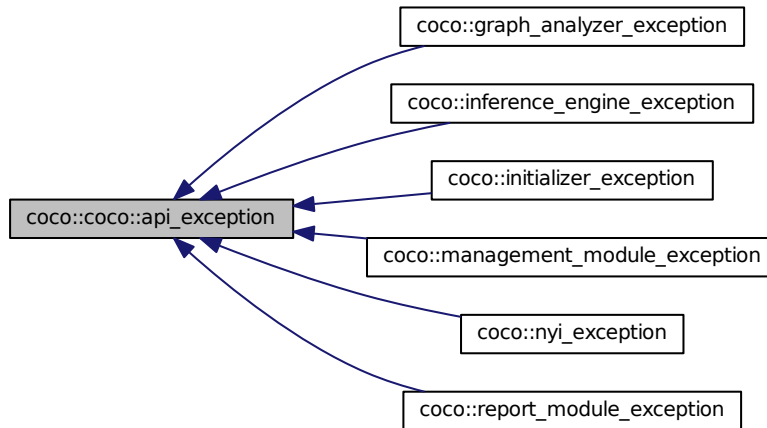 coco::graph_analyzer_exception
coco::inference_engine_exception
coco::initializer_exception
coco::coco::api_exception
coco::management_module_exception
coco::nyi_exception
coco::report_module_exception